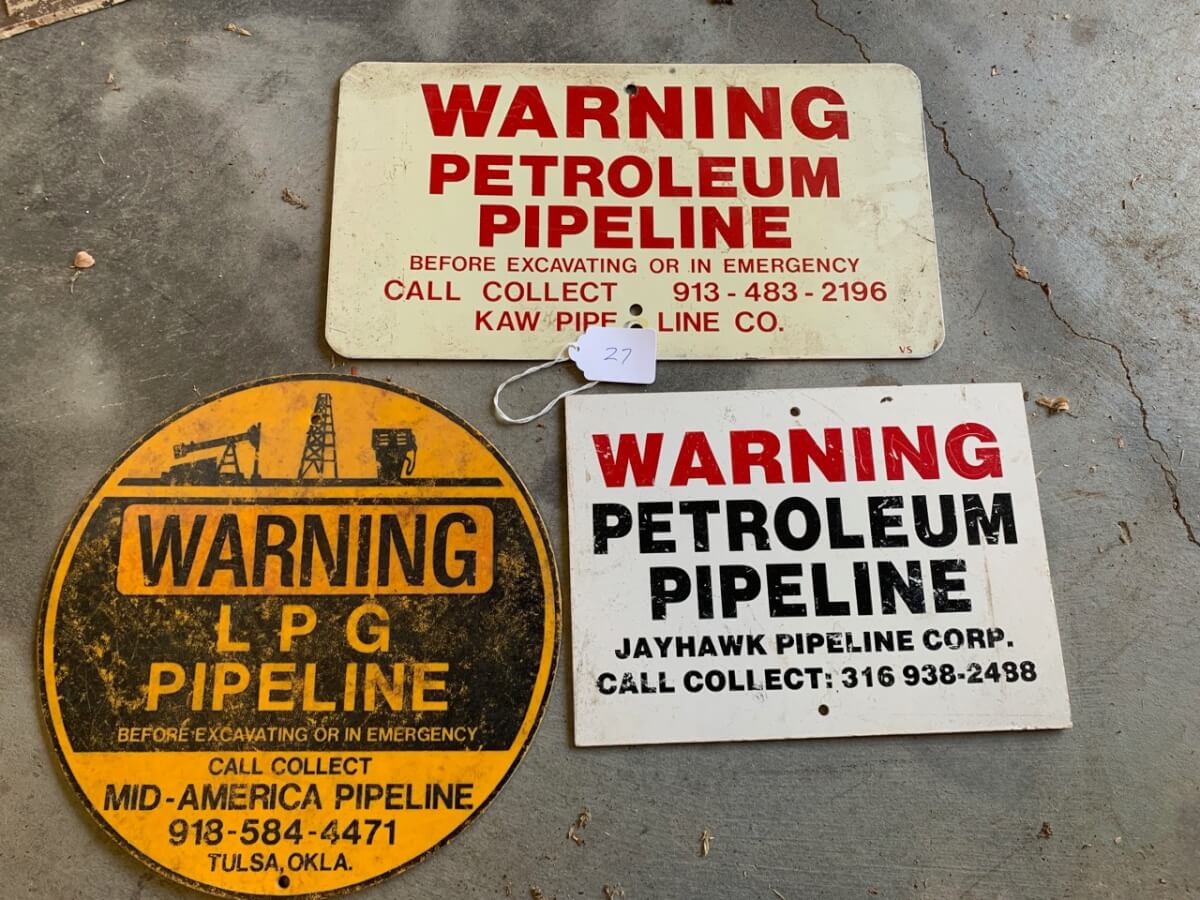 WARNING
PETROLEUM
PIPELINE
BEFORE EXCAVATING OR IN EMERGENCY
CALL COLLECT 913-483-2196
KAW PIPE LINE CO.
VS
27
WARNING
LPG
PIPELINE
BEFORE EXCAVATING OR IN EMERGENCY
CALL COLLECT
MID-AMERICA PIPELINE
918-584-4471
TULSA, OKLA.
WARNING
PETROLEUM
PIPELINE
JAYHAWK PIPELINE CORP.
CALL COLLECT: 316 938-2488